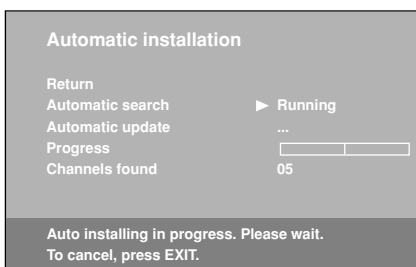 Automatic installation
Return
Automatic search ▶ Running
Automatic update ...
Progress
Channels found 05
Auto installing in progress. Please wait.
To cancel, press EXIT.